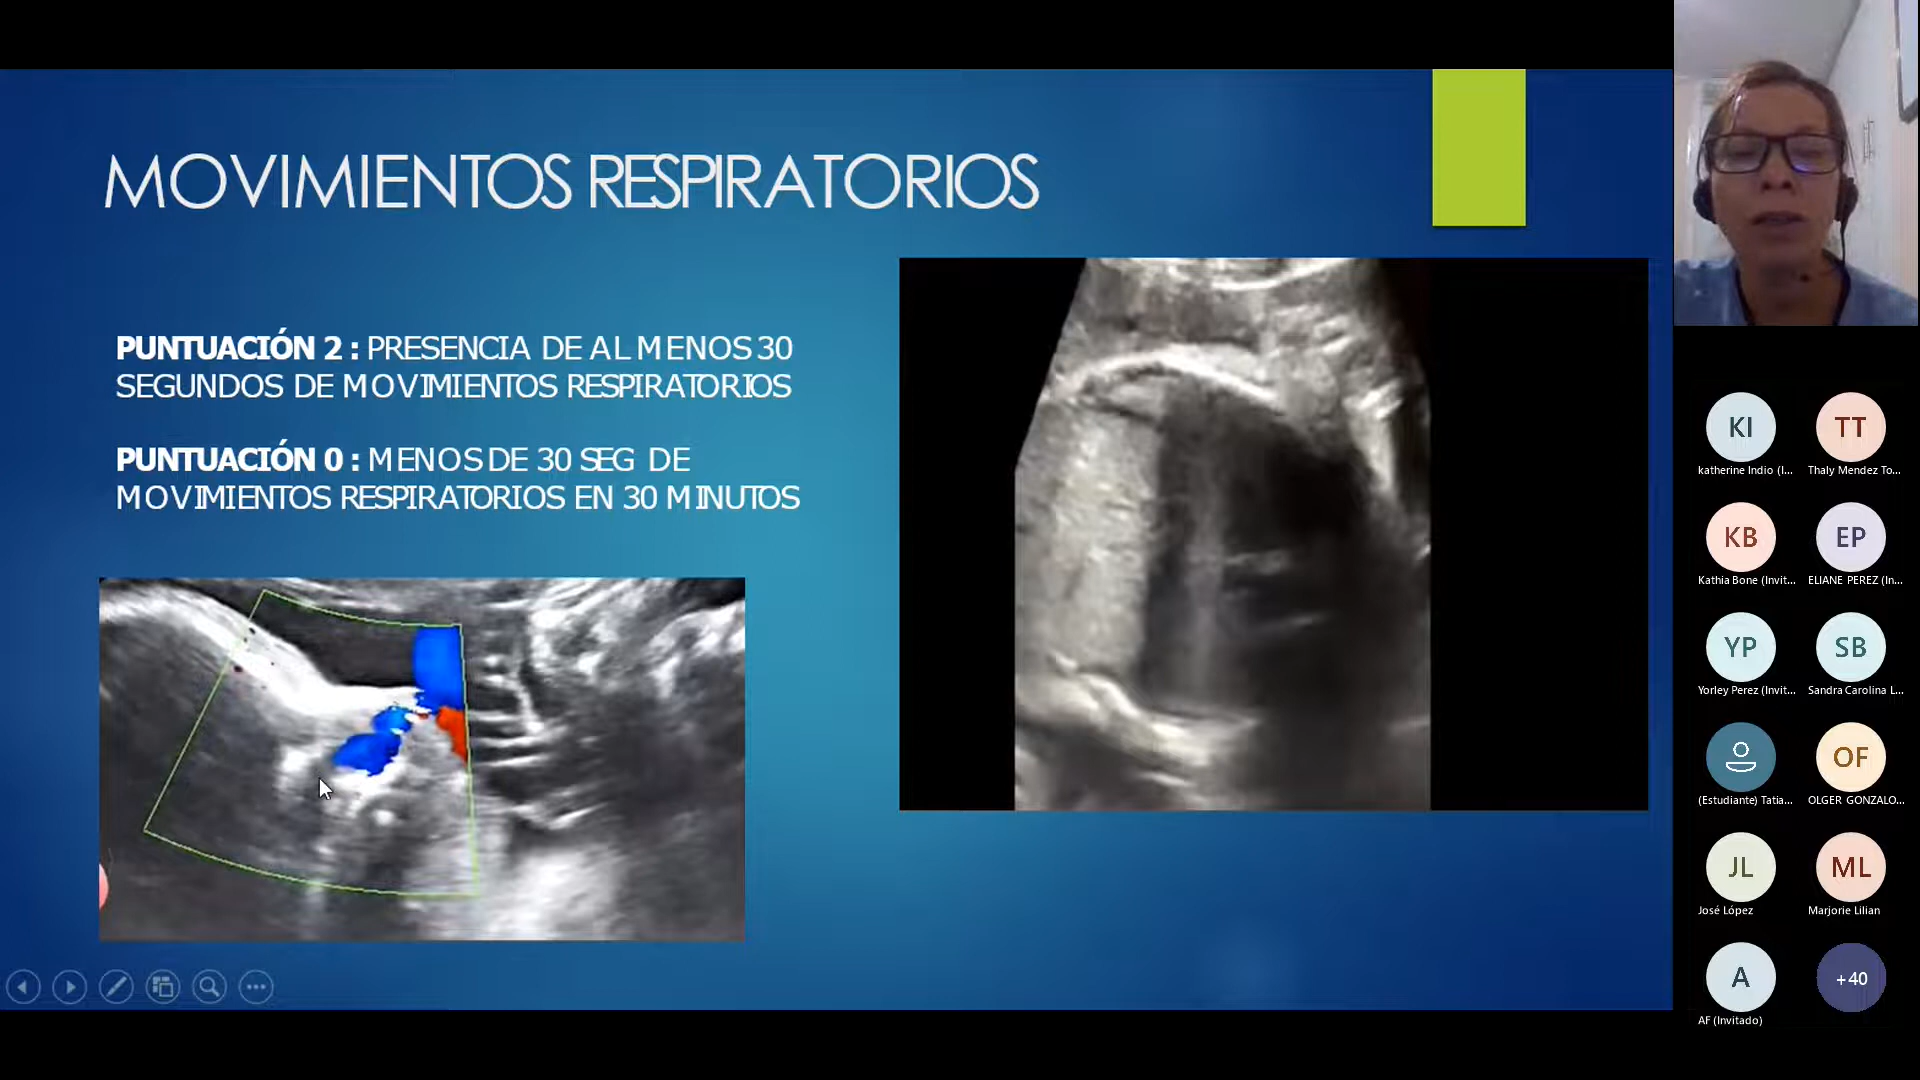 MOVIMIENTOS RESPIRATORIOS
PUNTUACIÓN 2 : PRESENCIA DE AL MENOS 30
SEGUNDOS DE MOVIMIENTOS RESPIRATORIOS
PUNTUACIÓN 0 : MENOS DE 30 SEG DE
MOVIMIENTOS RESPIRATORIOS EN 30 MINUTOS
KI
TT
katherine Indio (I...
Thaly Mendez To...
KB
EP
Kathia Bone (Invit...
ELIANE PEREZ (In...
YP
SB
Yorley Perez (Invit...
Sandra Carolina L...
OF
(Estudiante) Tatia...
OLGER GONZALO...
JL
ML
José López
Marjorie Lilian
A
+40
AF (Invitado)